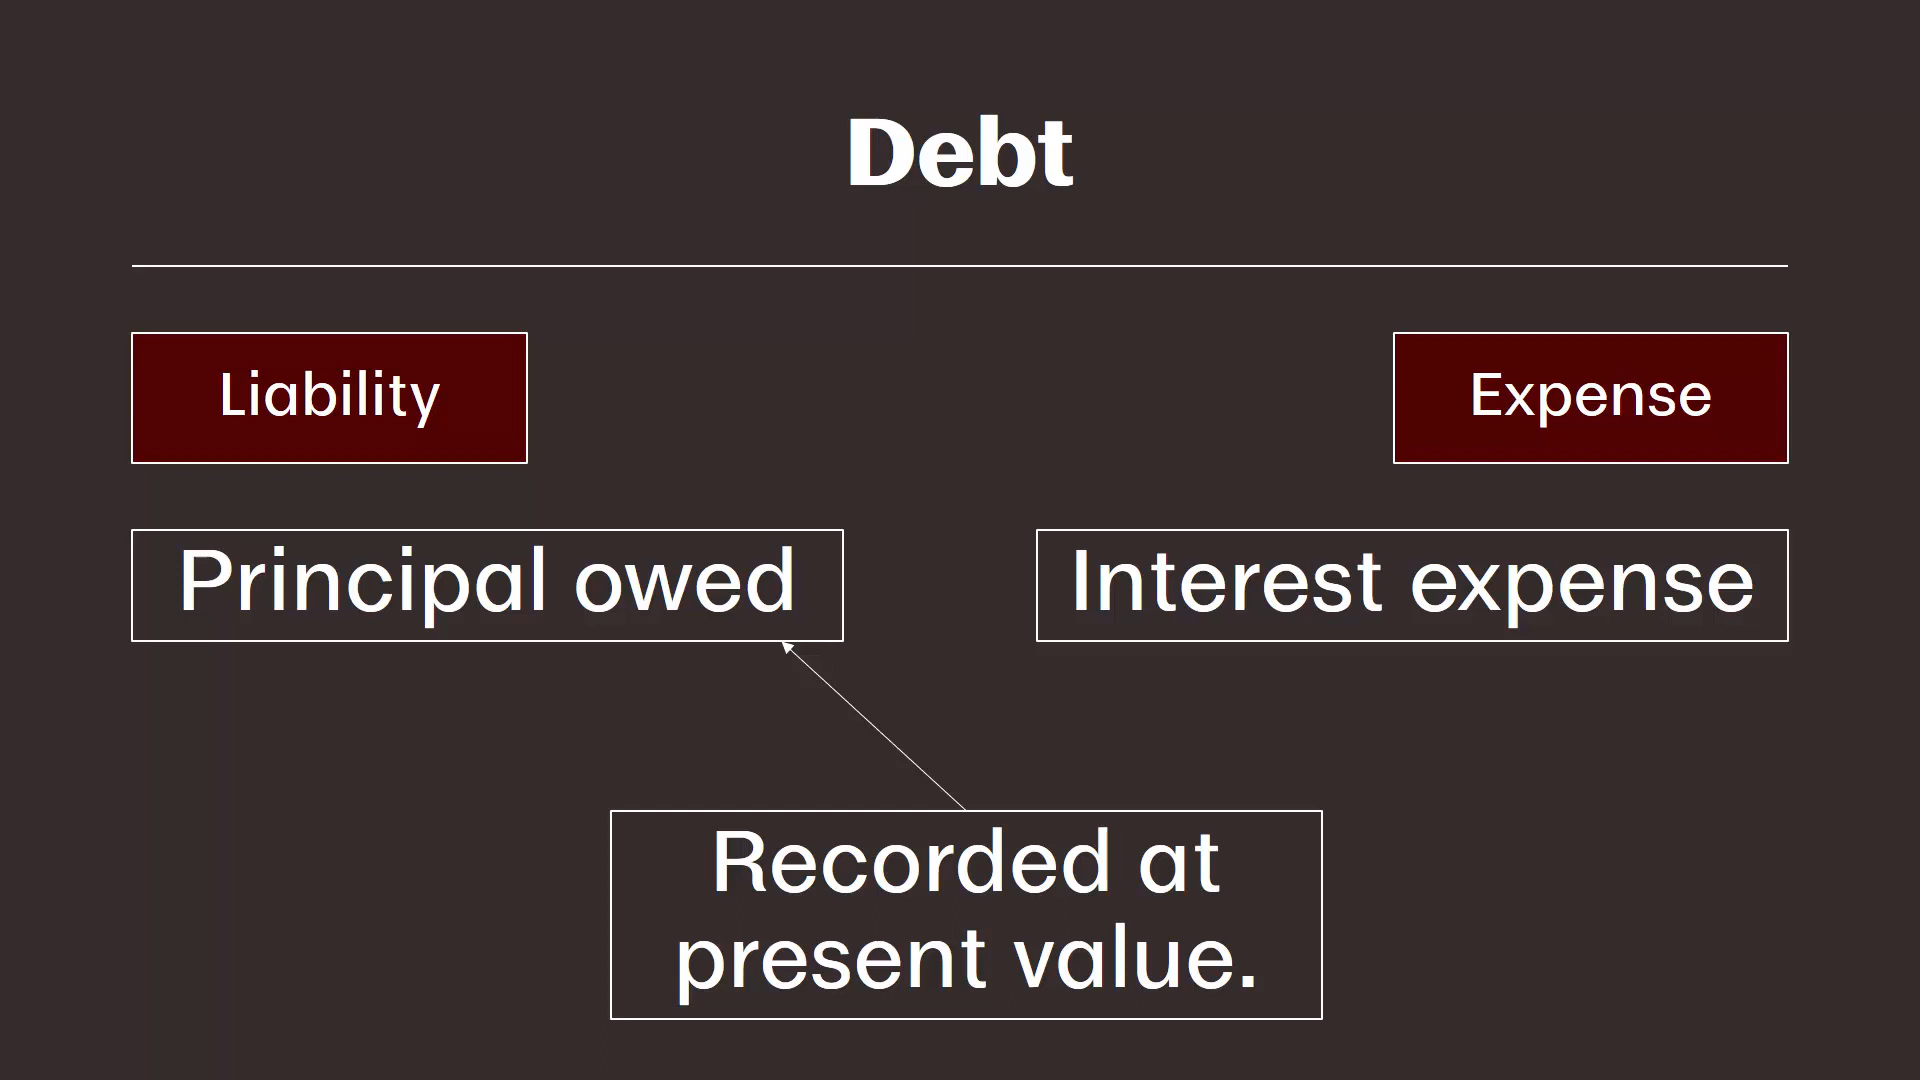 Debt
Liability
Expense
Principal owed
Interest expense
Recorded at
present value.